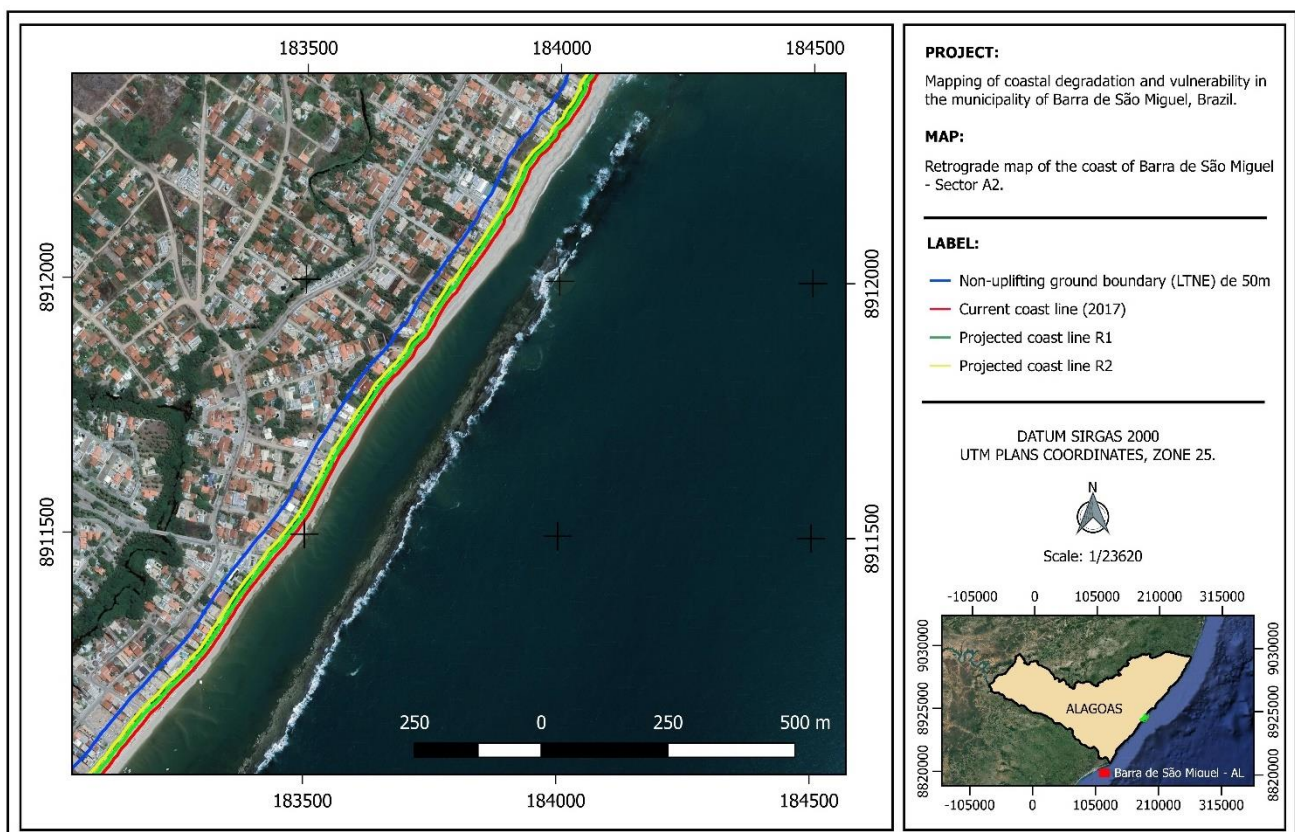 183500 184000 184500
8912000 8912000
8911500 8911500
250 0 250 500 m
183500 184000 184500
PROJECT:
Mapping of coastal degradation and vulnerability in
the municipality of Barra de São Miguel, Brazil.
MAP:
Retrograde map of the coast of Barra de São Miguel
- Sector A2.
LABEL:
Non-uplifting ground boundary (LTNE) de 50m
Current coast line (2017)
Projected coast line R1
Projected coast line R2
DATUM SIRGAS 2000
UTM PLANS COORDINATES, ZONE 25.
N
Scale: 1/23620
-105000 0 105000 210000 315000
9030000 9030000
ALAGOAS
8925000 8925000
8820000 8820000
Barra de São Miguel - AL
-105000 0 105000 210000 315000